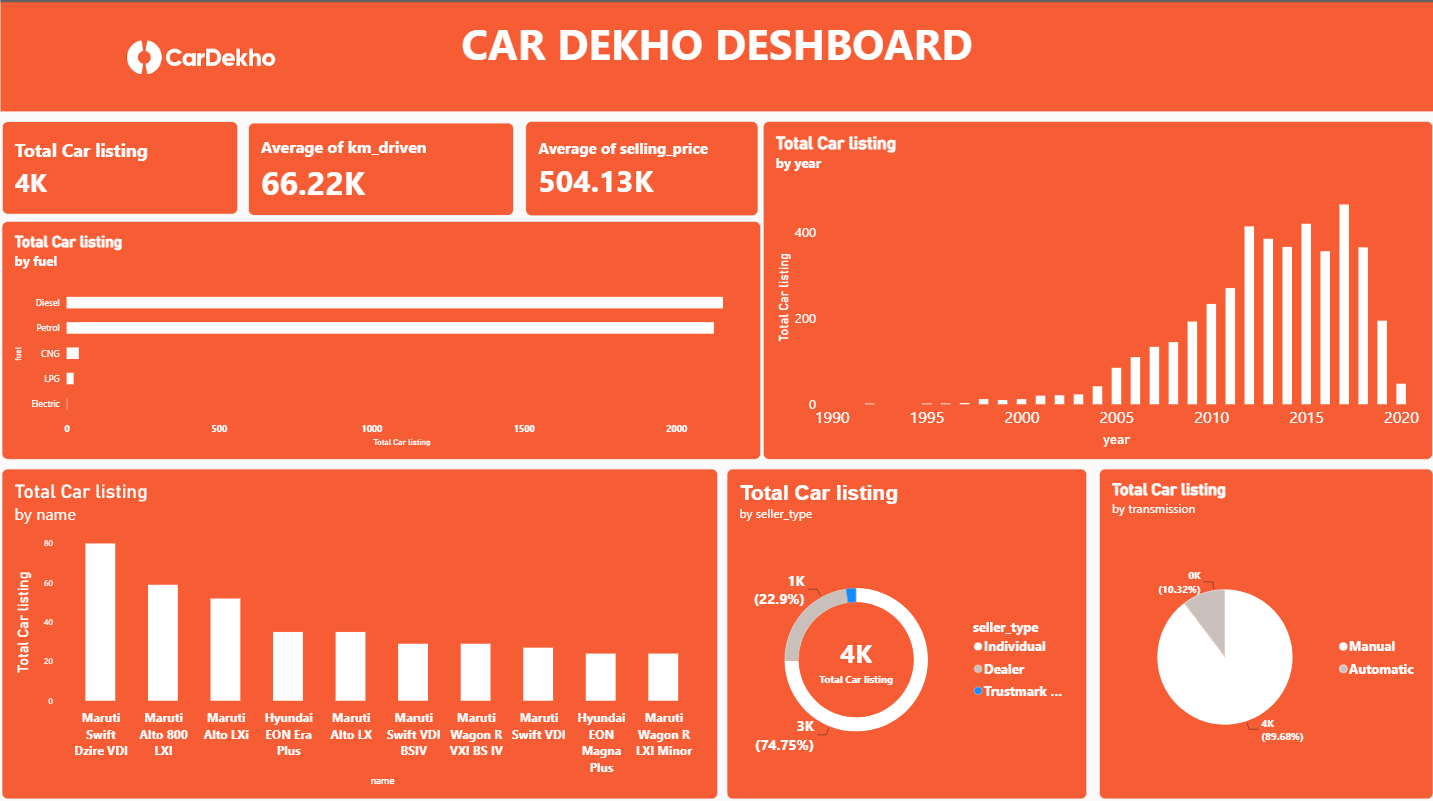 CarDekho
CAR DEKHO DESHBOARD
Total Car listing
4K
Average of km_driven
66.22K
Average of selling_price
504.13K
Total Car listing
by year
Total Car listing
400
200
0
1990 1995 2000 2005 2010 2015 2020
year
Total Car listing
by fuel
fuel
Diesel
Petrol
CNG
LPG
Electric
0 500 1000 1500 2000
Total Car listing
Total Car listing
by name
Total Car listing
80
60
40
20
0
Maruti
Swift
Dzire VDI
Maruti
Alto 800
LXI
Maruti
Alto LXi
Hyundai
EON Era
Plus
Maruti
Alto LX
Maruti
Swift VDI
BSIV
Maruti
Wagon R
VXI BS IV
Maruti
Swift VDI
Hyundai
EON
Magna
Plus
Maruti
Wagon R
LXI Minor
name
Total Car listing
by seller_type
1K
(22.9%)
4K
Total Car listing
3K
(74.75%)
seller_type
Individual
Dealer
Trustmark ...
Total Car listing
by transmission
0K
(10.32%)
4K
(89.68%)
Manual
Automatic